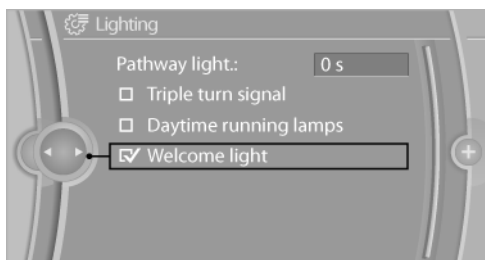 Lighting
Pathway light.: 0 s
Triple turn signal
Daytime running lamps
Welcome light